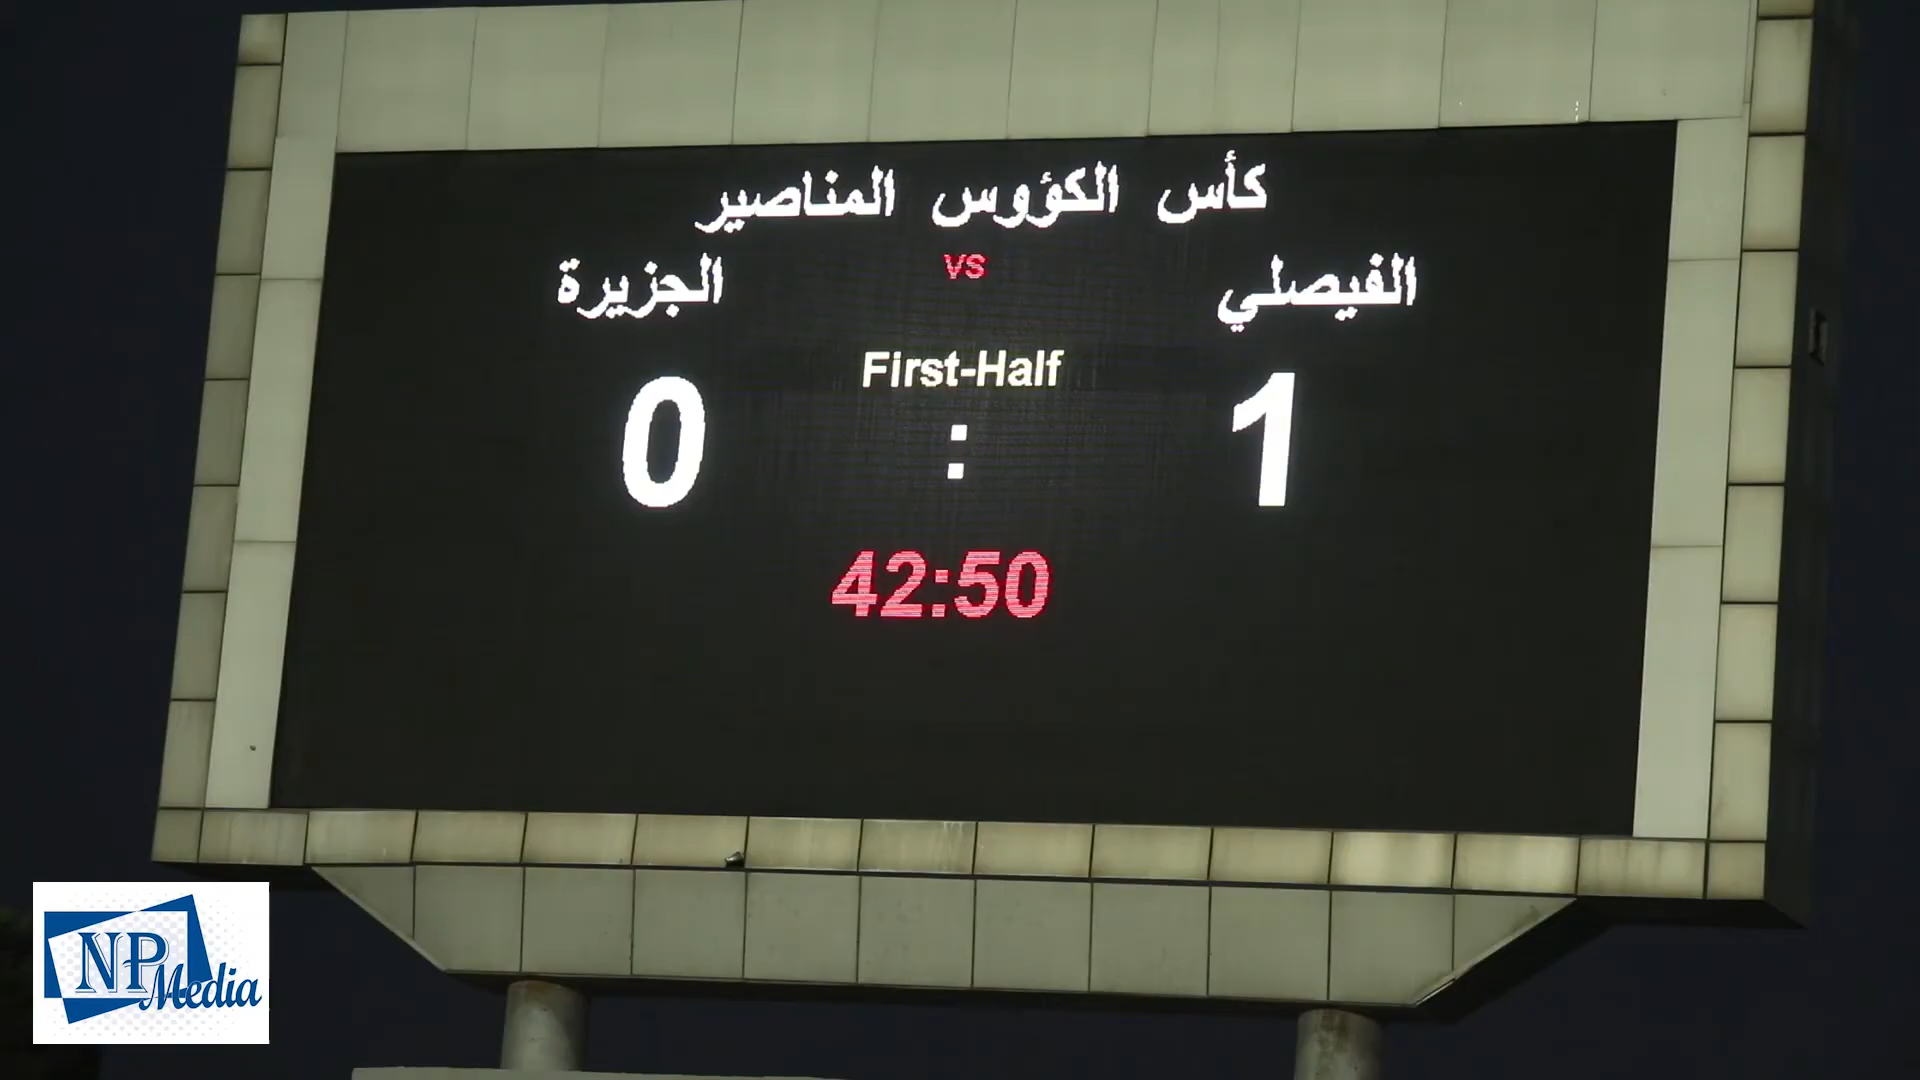 كأس الكؤوس المناصير
الفيصلي vs الجزيرة
First-Half
0 : 1
42:50
NP Media